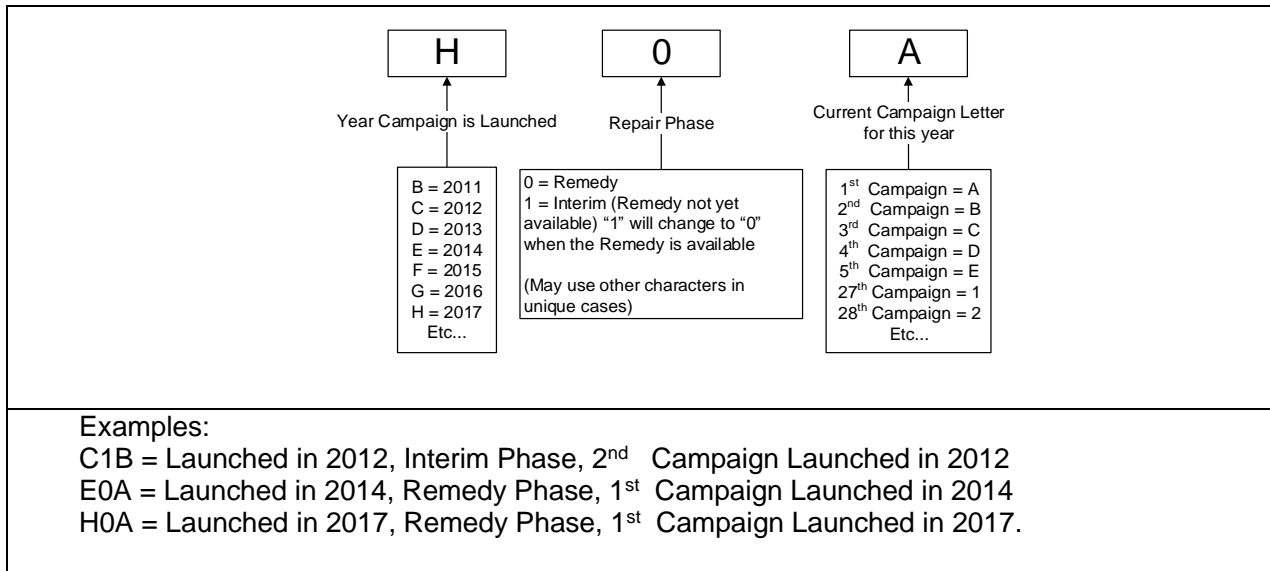 H
0
A
Year Campaign is Launched
Repair Phase
Current Campaign Letter
for this year
B = 2011
C = 2012
D = 2013
E = 2014
F = 2015
G = 2016
H = 2017
Etc...
0 = Remedy
1 = Interim (Remedy not yet
available) “1” will change to “0”
when the Remedy is available
(May use other characters in
unique cases)
1st Campaign = A
2nd Campaign = B
3rd Campaign = C
4th Campaign = D
5th Campaign = E
27th Campaign = 1
28th Campaign = 2
Etc...
Examples:
C1B = Launched in 2012, Interim Phase, 2nd Campaign Launched in 2012
E0A = Launched in 2014, Remedy Phase, 1st Campaign Launched in 2014
H0A = Launched in 2017, Remedy Phase, 1st Campaign Launched in 2017.